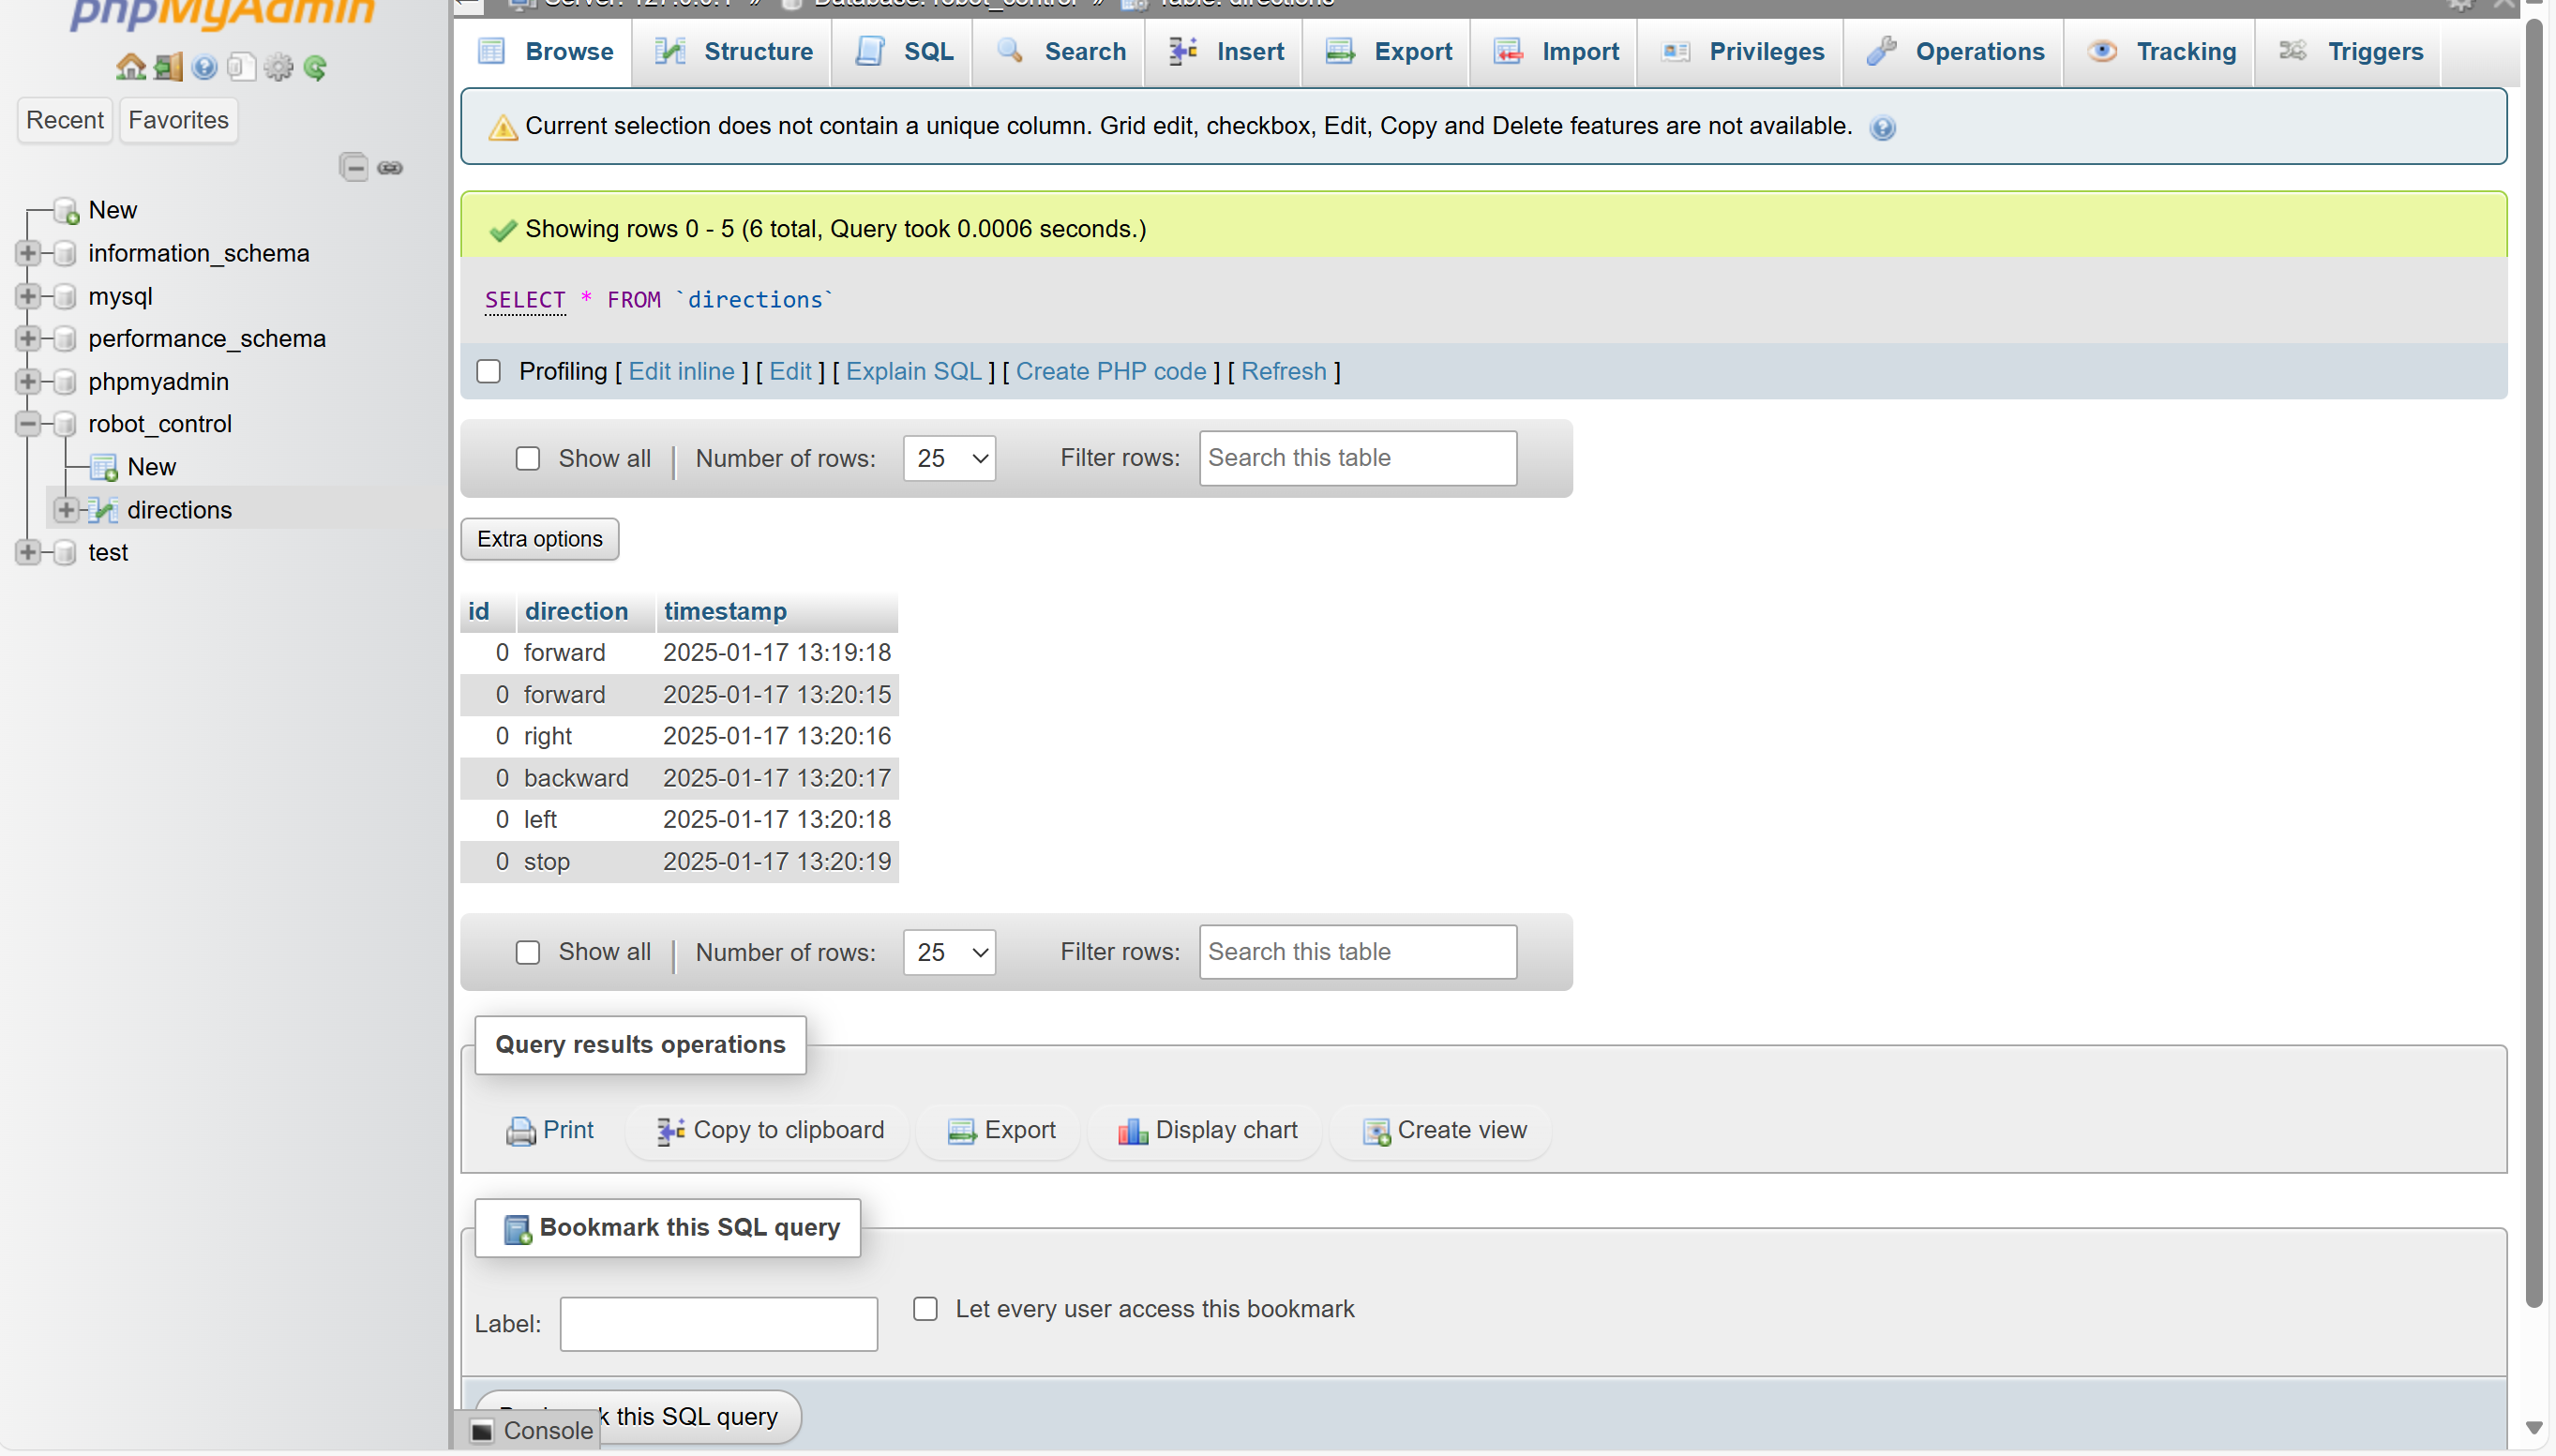 phpMyAdmin
Recent Favorites
New
information_schema
mysql
performance_schema
phpmyadmin
robot_control
New
directions
test
Server: 127.0.0.1 » Database: robot_control » Table: directions
Browse Structure SQL Search Insert Export Import Privileges Operations Tracking Triggers
Current selection does not contain a unique column. Grid edit, checkbox, Edit, Copy and Delete features are not available.
Showing rows 0 - 5 (6 total, Query took 0.0006 seconds.)
SELECT * FROM `directions`
Profiling [ Edit inline ] [ Edit ] [ Explain SQL ] [ Create PHP code ] [ Refresh ]
Show all | Number of rows: 25 Filter rows: Search this table
Extra options
id direction timestamp
0 forward 2025-01-17 13:19:18
0 forward 2025-01-17 13:20:15
0 right 2025-01-17 13:20:16
0 backward 2025-01-17 13:20:17
0 left 2025-01-17 13:20:18
0 stop 2025-01-17 13:20:19
Show all | Number of rows: 25 Filter rows: Search this table
Query results operations
Print Copy to clipboard Export Display chart Create view
Bookmark this SQL query
Label: Let every user access this bookmark
this SQL query
Console